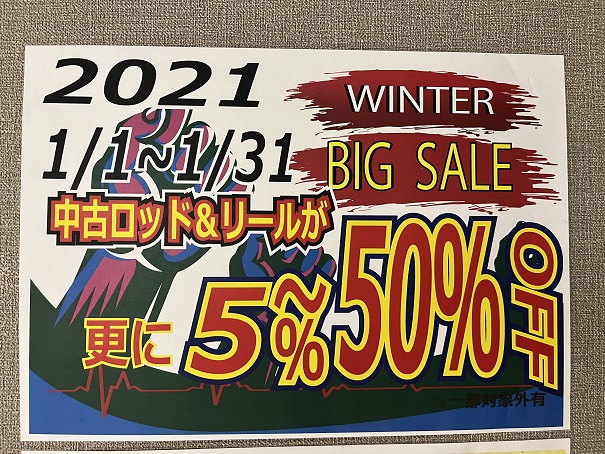 2021
WINTER
1/1~1/31
BIG SALE
中古ロッド&リールが
更に5%~50%OFF
※一部対象外有